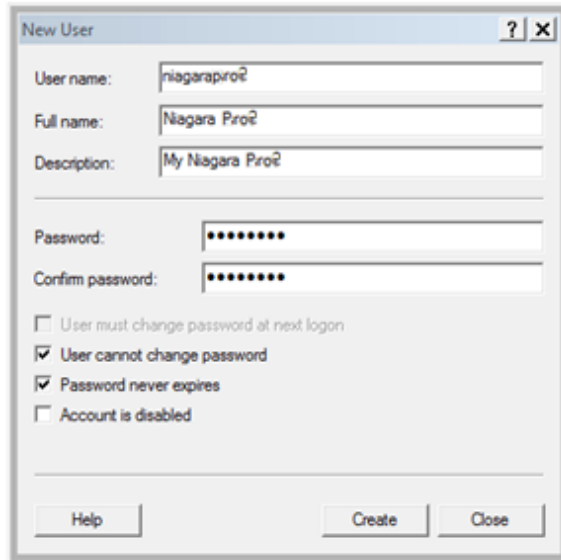 New User
User name:
Full name: Niagara
Description: My Niagara
Password: ••••••••
Confirm password: ••••••••
User must change password at next logon
User cannot change password
Password never expires
Account is disabled
Help Create Close